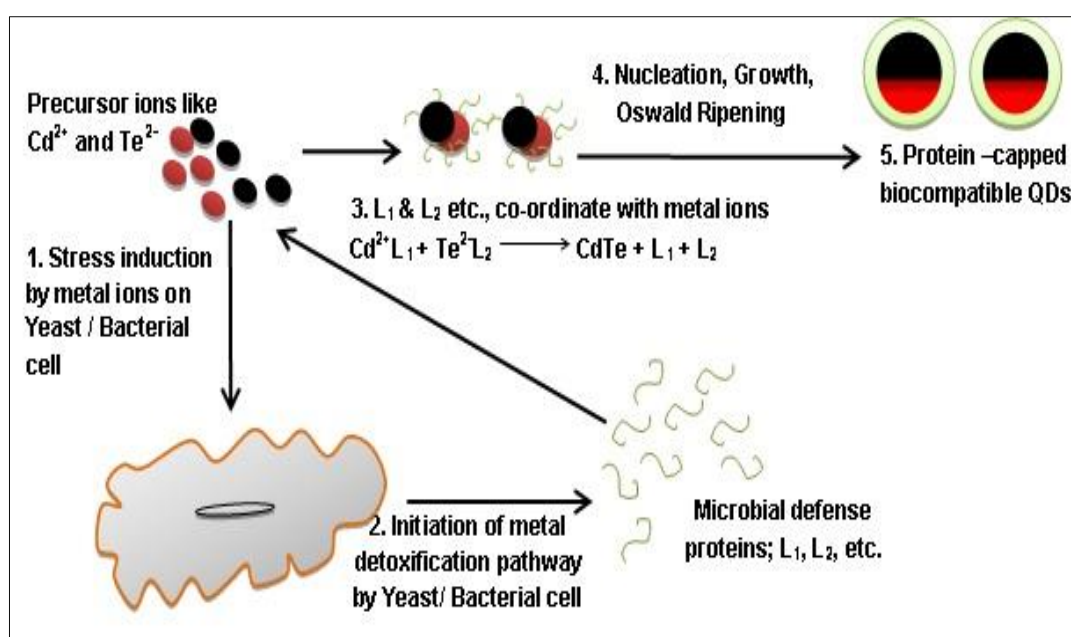 Precursor ions like
Cd²⁺ and Te²⁻
4. Nucleation, Growth,
Oswald Ripening
5. Protein –capped
biocompatible QDs
3. L₁ & L₂ etc., co-ordinate with metal ions
Cd²⁺L₁ + Te²⁻L₂ ⟶ CdTe + L₁ + L₂
1. Stress induction
by metal ions on
Yeast / Bacterial
cell
2. Initiation of metal
detoxification pathway
by Yeast/ Bacterial cell
Microbial defense
proteins; L₁, L₂, etc.